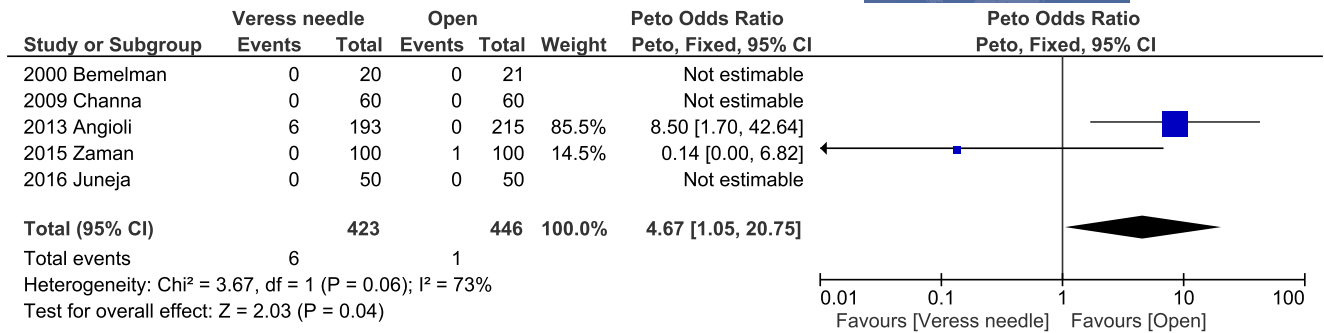 Veress needle Open Peto Odds Ratio Peto Odds Ratio
Study or Subgroup Events Total Events Total Weight Peto, Fixed, 95% CI Peto, Fixed, 95% CI
2000 Bemelman 0 20 0 21 Not estimable
2009 Channa 0 60 0 60 Not estimable
2013 Angioli 6 193 0 215 85.5% 8.50 [1.70, 42.64]
2015 Zaman 0 100 1 100 14.5% 0.14 [0.00, 6.82]
2016 Juneja 0 50 0 50 Not estimable
Total (95% CI) 423 446 100.0% 4.67 [1.05, 20.75]
Total events 6 1
Heterogeneity: Chi² = 3.67, df = 1 (P = 0.06); I² = 73%
Test for overall effect: Z = 2.03 (P = 0.04)
0.01 0.1 1 10 100
Favours [Veress needle] Favours [Open]